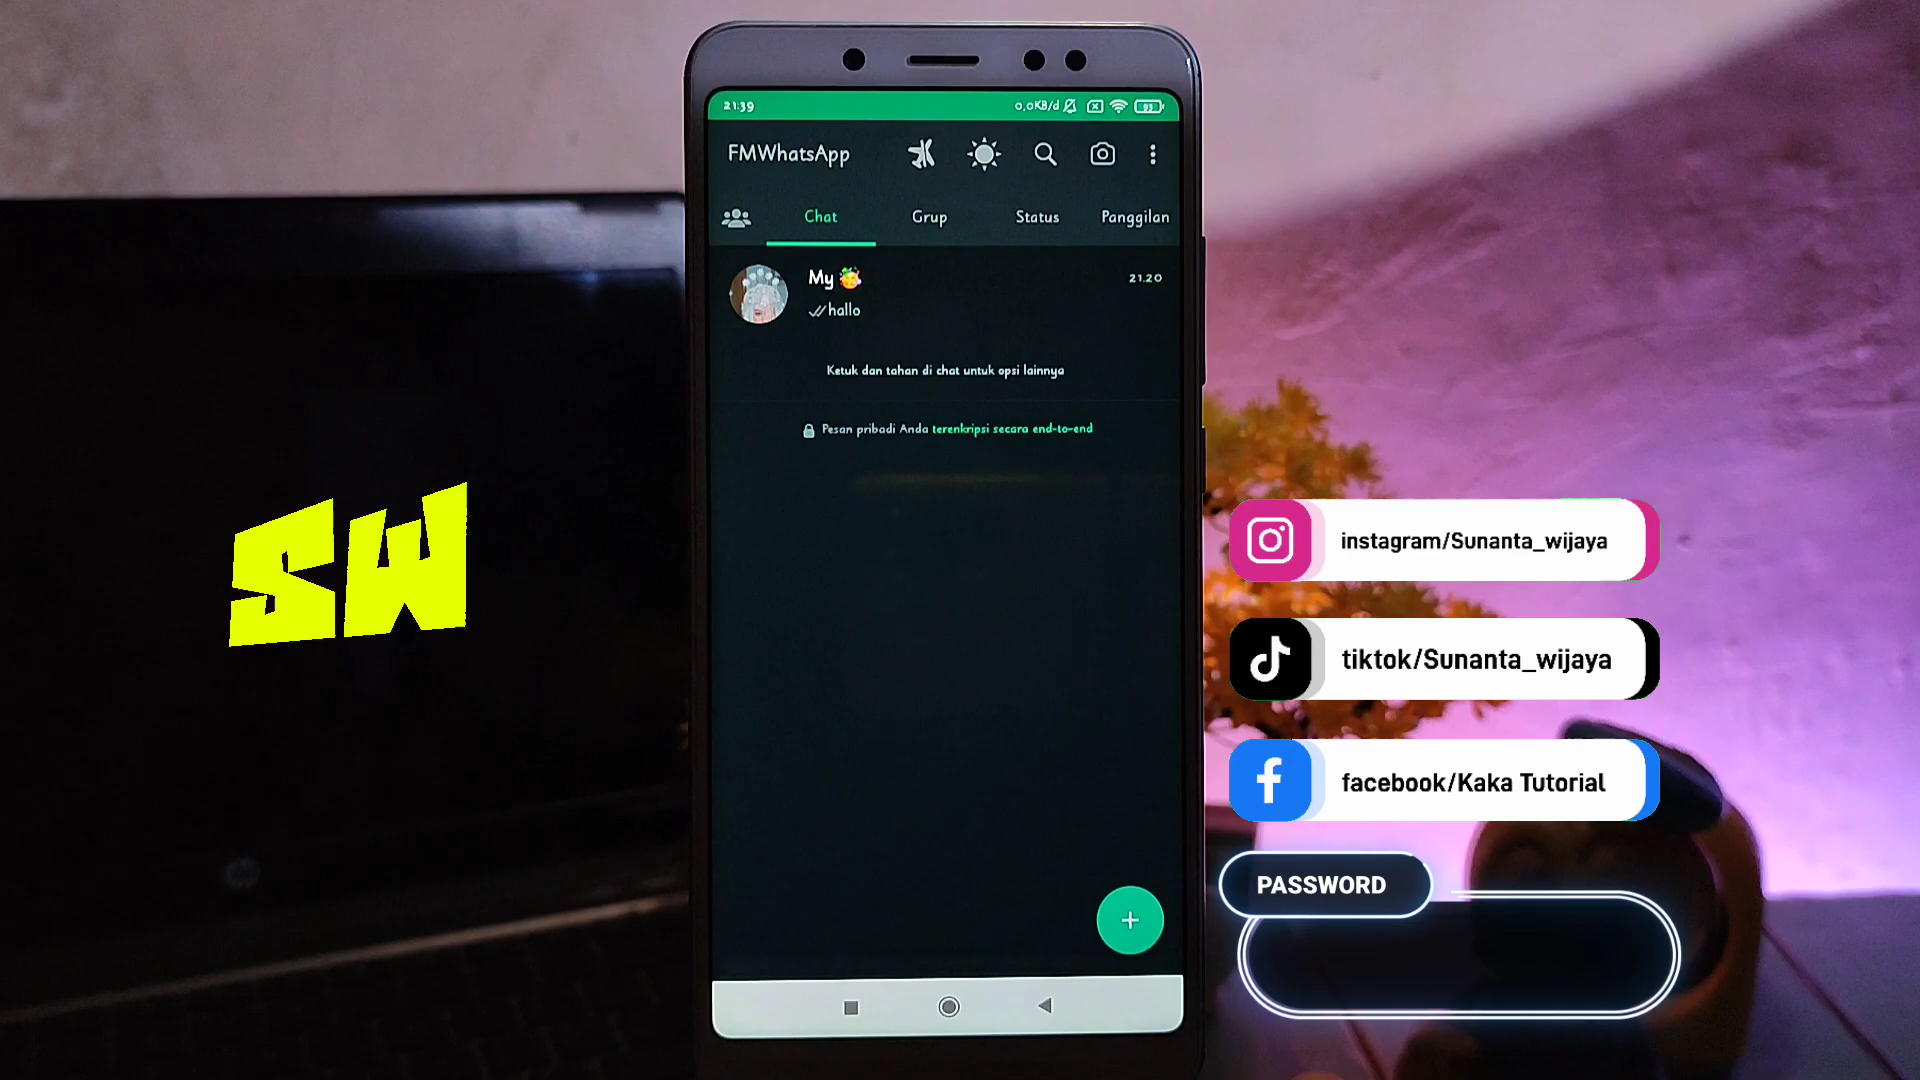 21:39
0,0KB/d
93
FMWhatsApp
Chat
Grup
Status
Panggilan
My
21.20
hallo
Ketuk dan tahan di chat untuk opsi lainnya
Pesan pribadi Anda terenkripsi secara end-to-end
SW
instagram/Sunanta_wijaya
tiktok/Sunanta_wijaya
facebook/Kaka Tutorial
PASSWORD
hp